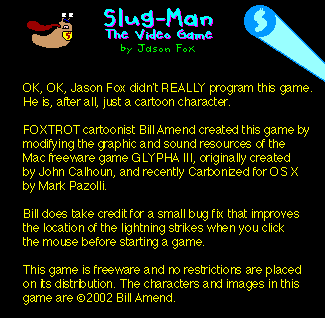 Slug-Man
The Video Game
by Jason Fox
S
OK, OK, Jason Fox didn't REALLY program this game.
He is, after all, just a cartoon character.
FOXTROT cartoonist Bill Amend created this game by
modifying the graphic and sound resources of the
Mac freeware game GLYPHA III, originally created
by John Calhoun, and recently Carbonized for OS X
by Mark Pazolli.
Bill does take credit for a small bug fix that improves
the location of the lightning strikes when you click
the mouse before starting a game.
This game is freeware and no restrictions are placed
on its distribution. The characters and images in this
game are ©2002 Bill Amend.